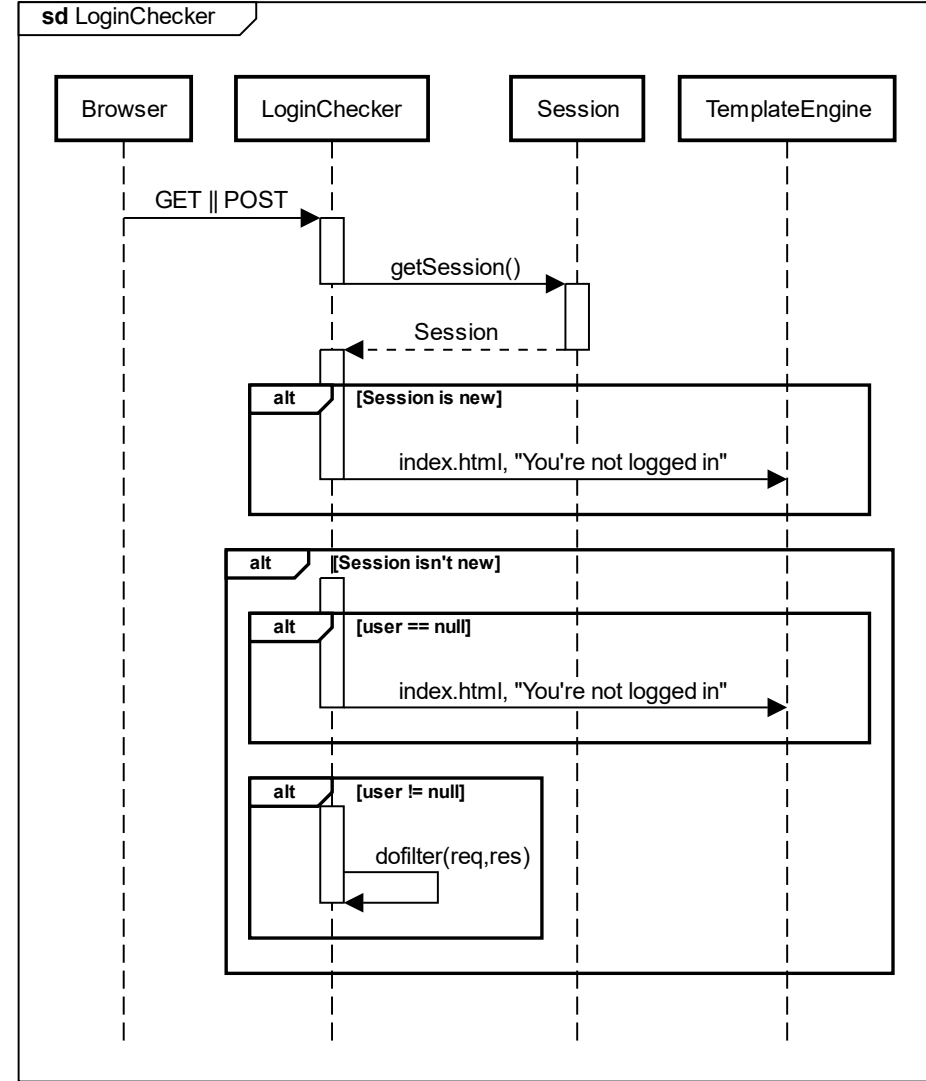 sd LoginChecker
Browser
LoginChecker
Session
TemplateEngine
GET || POST
getSession()
Session
alt
[Session is new]
index.html, "You're not logged in"
alt
[Session isn't new]
alt
[user == null]
index.html, "You're not logged in"
alt
[user != null]
dofilter(req,res)